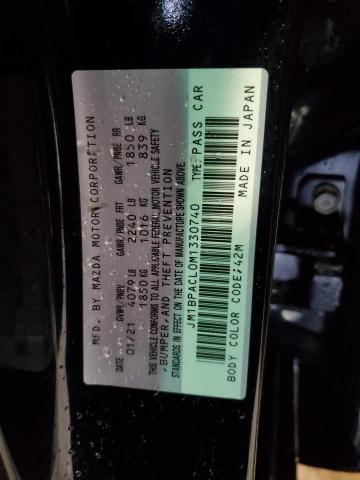 MFD. BY MAZDA MOTOR CORPORATION
GVWR/PNBV GAWR/PNBE FRT GAWR/PNBE RR
01/21 4079 LB 2240 LB 1850 LB
1850 KG 1016 KG 839 KG
THIS VEHICLE CONFORMS TO ALL APPLICABLE FEDERAL MOTOR VEHICLE SAFETY
,BUMPER,AND THEFT PREVENTION
STANDARDS IN EFFECT ON THE DATE OF MANUFACTURE SHOWN ABOVE.
JM1BPACL0M1330740 TYPE:PASS CAR
BODY COLOR CODE;42M MADE IN JAPAN